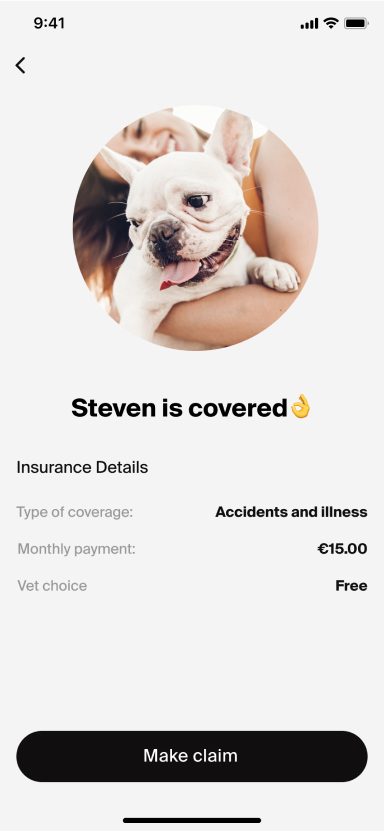 9:41
Steven is covered👌
Insurance Details
Type of coverage: Accidents and illness
Monthly payment: €15.00
Vet choice Free
Make claim